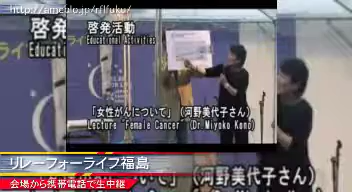 http://ameblo.jp/rflfuku/
啓発活動
Educational Activities
「女性がんについて」（河野美代子さん）
Lecture Female Cancer (Dr Miyoko Kono)
リレーフォーライフ福島
会場から携帯電話で生中継